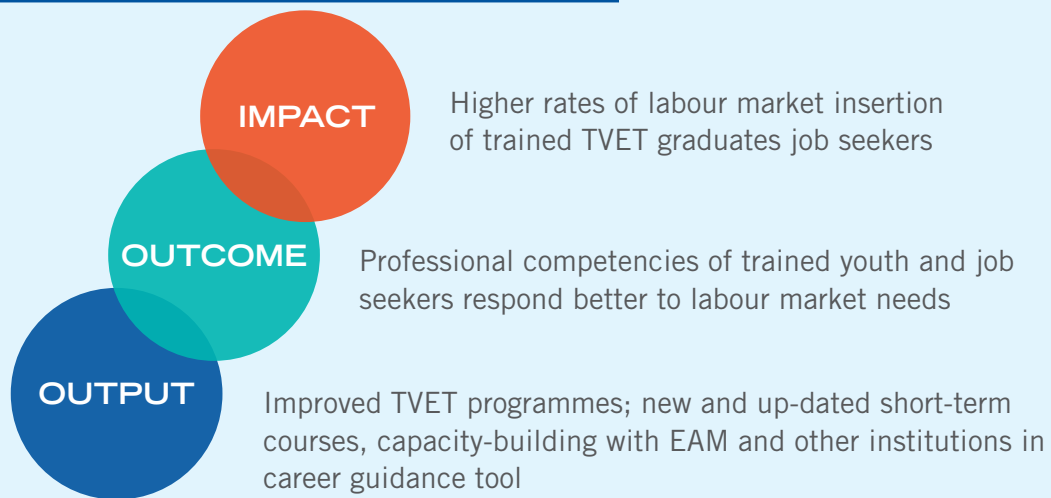 IMPACT
Higher rates of labour market insertion
of trained TVET graduates job seekers
OUTCOME
Professional competencies of trained youth and job
seekers respond better to labour market needs
OUTPUT
Improved TVET programmes; new and up-dated short-term
courses, capacity-building with EAM and other institutions in
career guidance tool